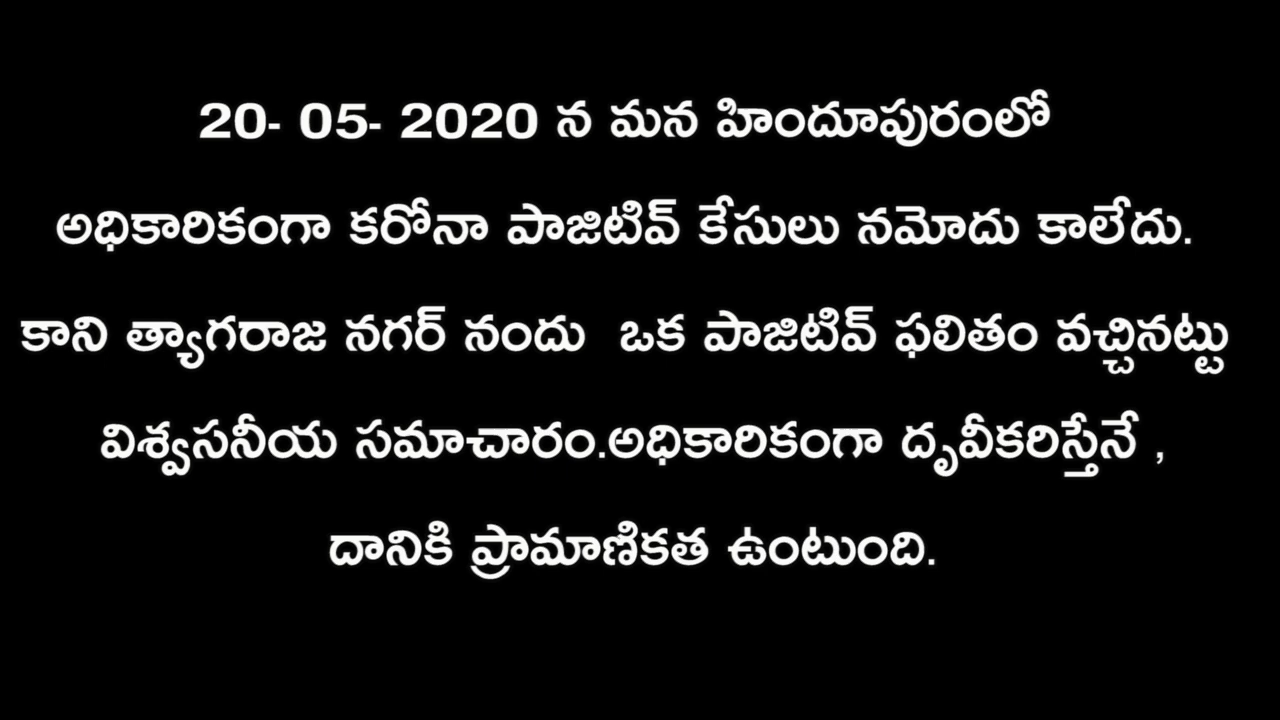 20- 05- 2020 న మన హిందూపురంలో
అధికారికంగా కరోనా పాజిటివ్ కేసులు నమోదు కాలేదు.
కాని త్యాగరాజ నగర్ నందు ఒక పాజిటివ్ ఫలితం వచ్చినట్టు
విశ్వసనీయ సమాచారం.అధికారికంగా దృవీకరిస్తేనే ,
దానికి ప్రామాణికత ఉంటుంది.